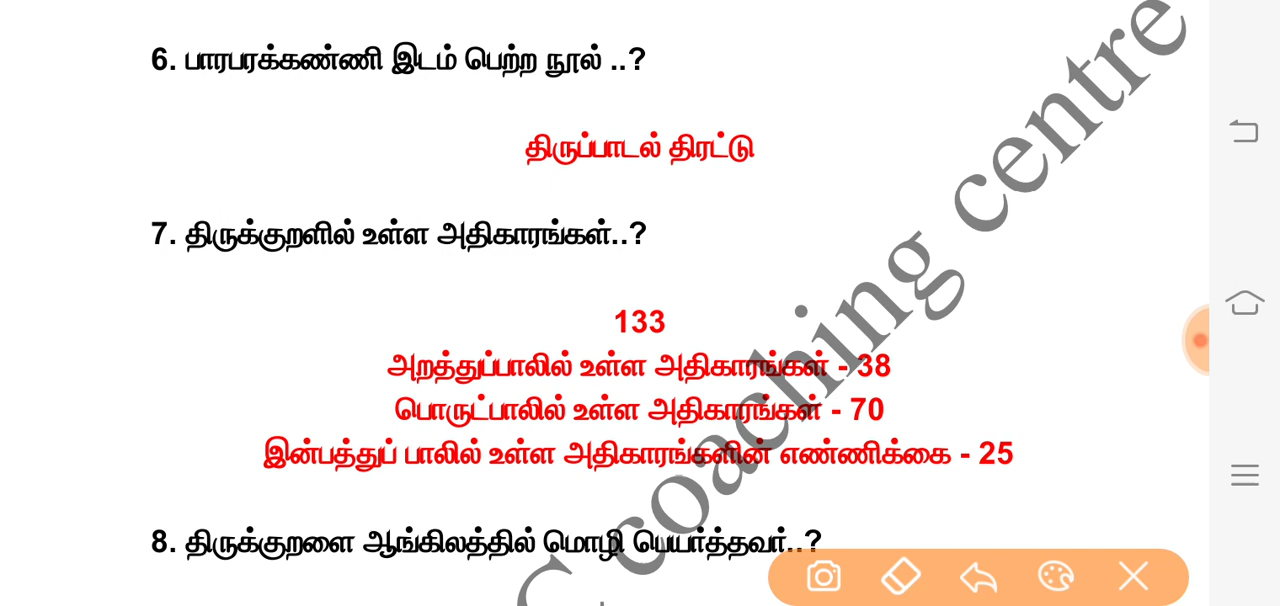 6. பாரபரக்கண்ணி இடம் பெற்ற நூல் ..?
திருப்பாடல் திரட்டு
7. திருக்குறளில் உள்ள அதிகாரங்கள்..?
133
அறத்துப்பாலில் உள்ள அதிகாரங்கள் - 38
பொருட்பாலில் உள்ள அதிகாரங்கள் - 70
இன்பத்துப் பாலில் உள்ள அதிகாரங்களின் எண்ணிக்கை - 25
8. திருக்குறளை ஆங்கிலத்தில் மொழி பெயர்த்தவர்..?
C coaching centre